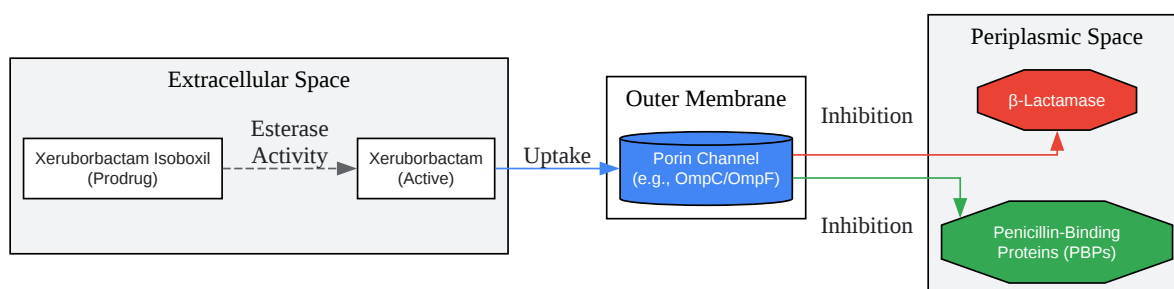 Extracellular Space
Xeruborbactam Isoboxil
(Prodrug)
Esterase
Activity
Xeruborbactam
(Active)
Uptake
Outer Membrane
Porin Channel
(e.g., OmpC/OmpF)
Inhibition
Inhibition
Periplasmic Space
β-Lactamase
Penicillin-Binding
Proteins (PBPs)